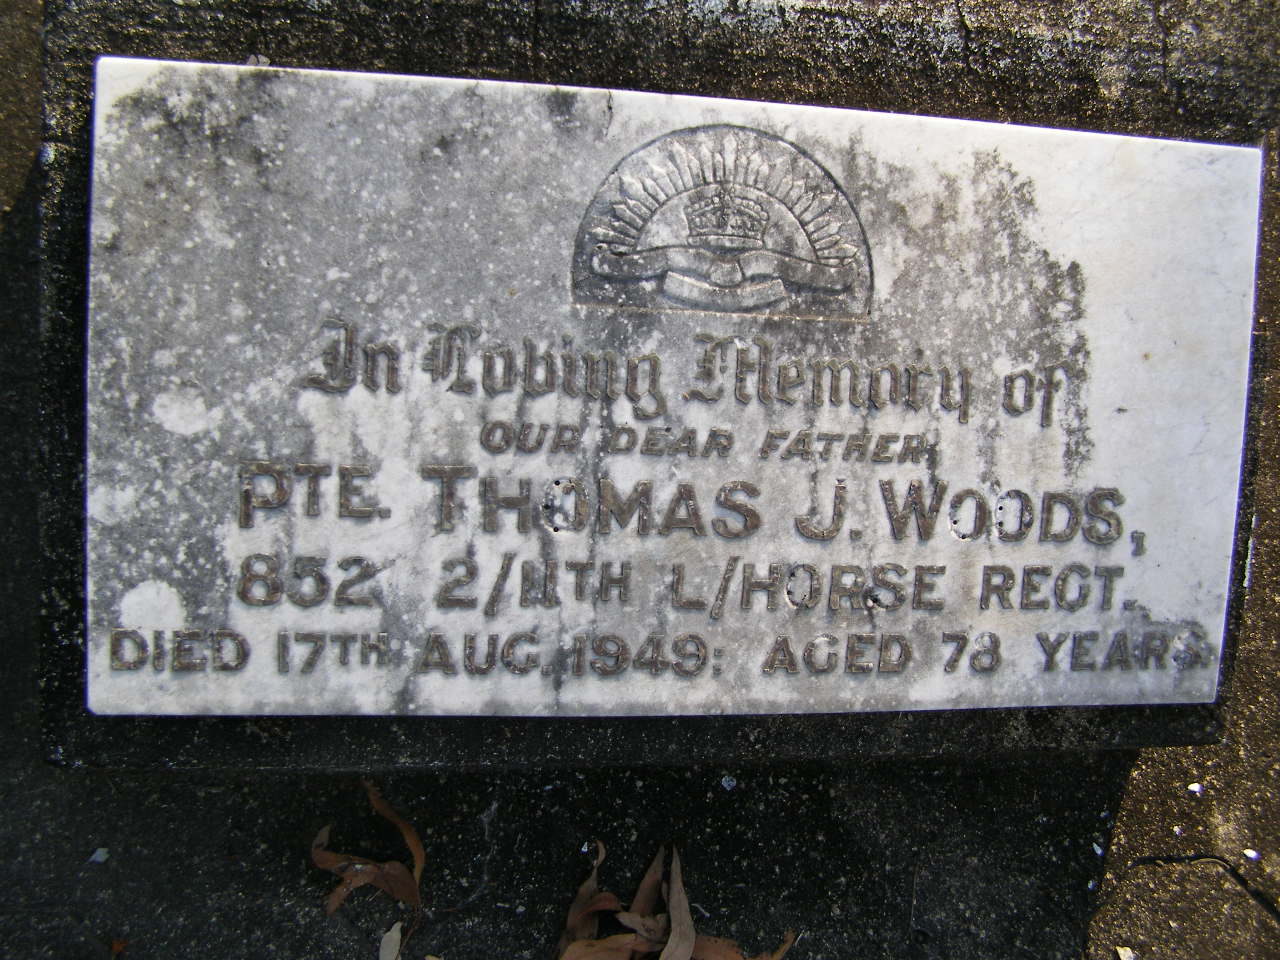 In Loving Memory of
OUR DEAR FATHER
PTE. THOMAS J. WOODS,
852 2/11TH L/HORSE REGT.
DIED 17TH AUG. 1949: AGED 78 YEARS.